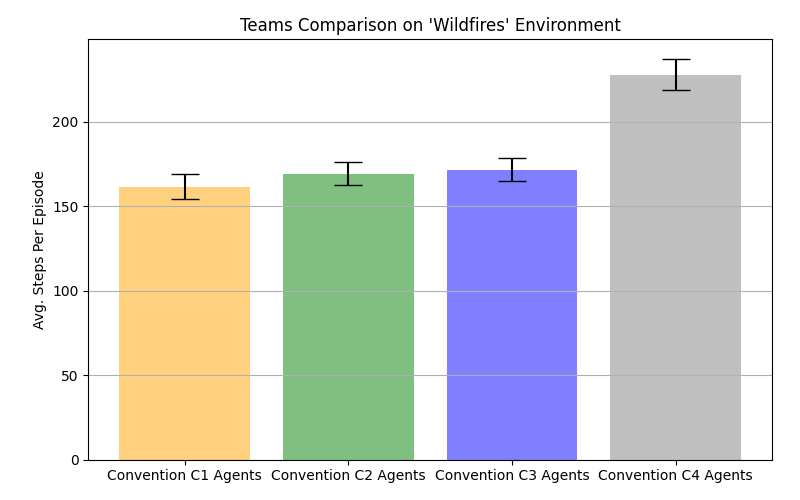 Teams Comparison on 'Wildfires' Environment
Avg. Steps Per Episode
200
150
100
50
0
Convention C1 Agents Convention C2 Agents Convention C3 Agents Convention C4 Agents